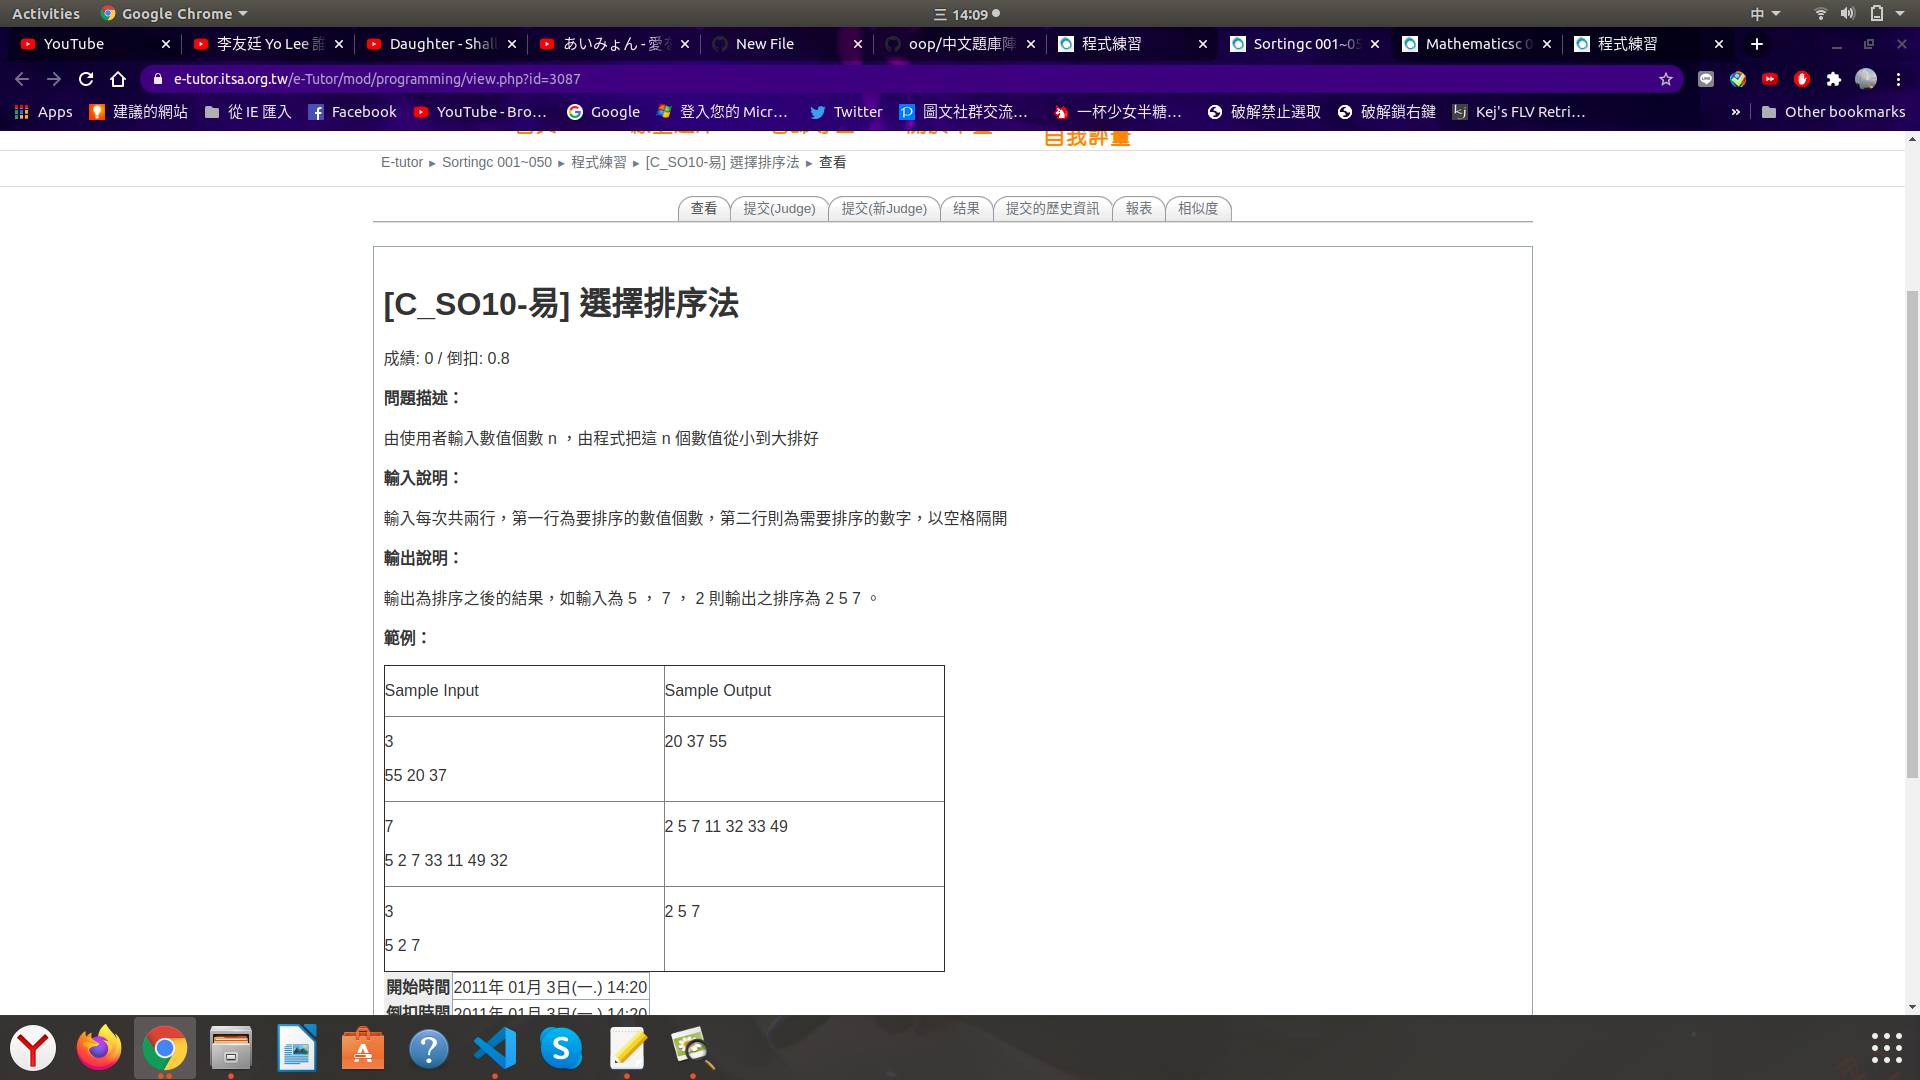 Activities Google Chrome 三 14:09 中
YouTube 李友廷 Yo Lee 誰 Daughter - Shall あいみょん - 愛を New File oop/中文題庫陣 程式練習 Sortingc 001~05 Mathematicsc 0 程式練習
e-tutor.itsa.org.tw/e-Tutor/mod/programming/view.php?id=3087
Apps 建議的網站 從 IE 匯入 Facebook YouTube - Bro... Google 登入您的 Micr... Twitter 圖文社群交流... 一杯少女半糖... 破解禁止選取 破解鎖右鍵 Kej's FLV Retri... » Other bookmarks
自我評量
E-tutor ► Sortingc 001~050 ► 程式練習 ► [C_SO10-易] 選擇排序法 ► 查看
查看 提交(Judge) 提交(新Judge) 结果 提交的歷史資訊 報表 相似度
[C_SO10-易] 選擇排序法
成績: 0 / 倒扣: 0.8
問題描述：
由使用者輸入數值個數 n ，由程式把這 n 個數值從小到大排好
輸入說明：
輸入每次共兩行，第一行為要排序的數值個數，第二行則為需要排序的數字，以空格隔開
輸出說明：
輸出為排序之後的結果，如輸入為 5 ， 7 ， 2 則輸出之排序為 2 5 7 。
範例：
Sample Input Sample Output
3 20 37 55
55 20 37
7 2 5 7 11 32 33 49
5 2 7 33 11 49 32
3 2 5 7
5 2 7
開始時間 2011年 01月 3日(一.) 14:20
倒扣時間 2011年 01月 3日(一.) 14:20